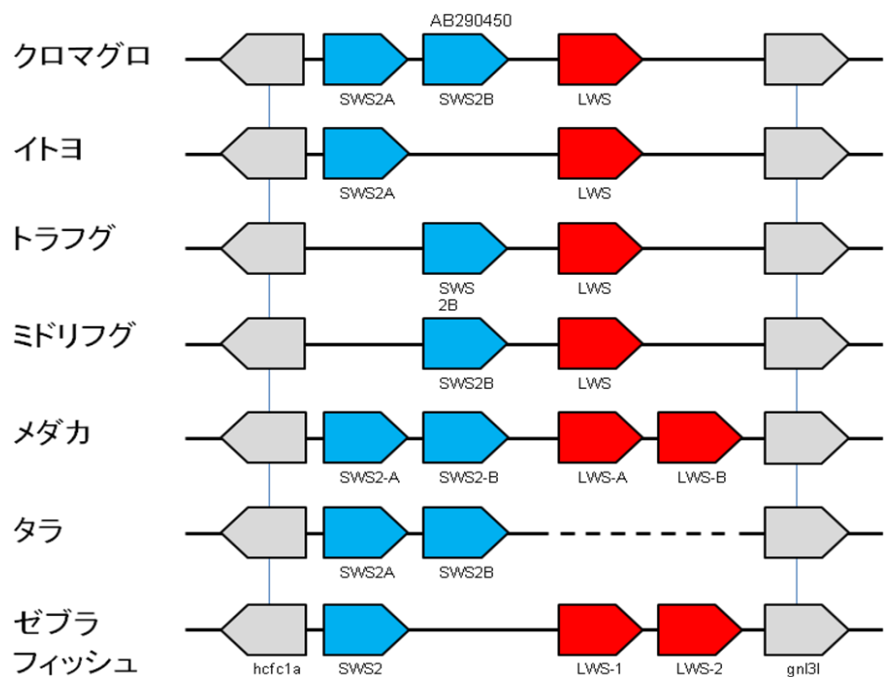 AB290450
クロマグロ
SWS2A SWS2B LWS
イトヨ
SWS2A LWS
トラフグ
SWS LWS
2B
ミドリフグ
SWS2B LWS
メダカ
SWS2-A SWS2-B LWS-A LWS-B
タラ
SWS2A SWS2B
ゼブラ
フィッシュ
hcfc1a SWS2 LWS-1 LWS-2 gnl3l